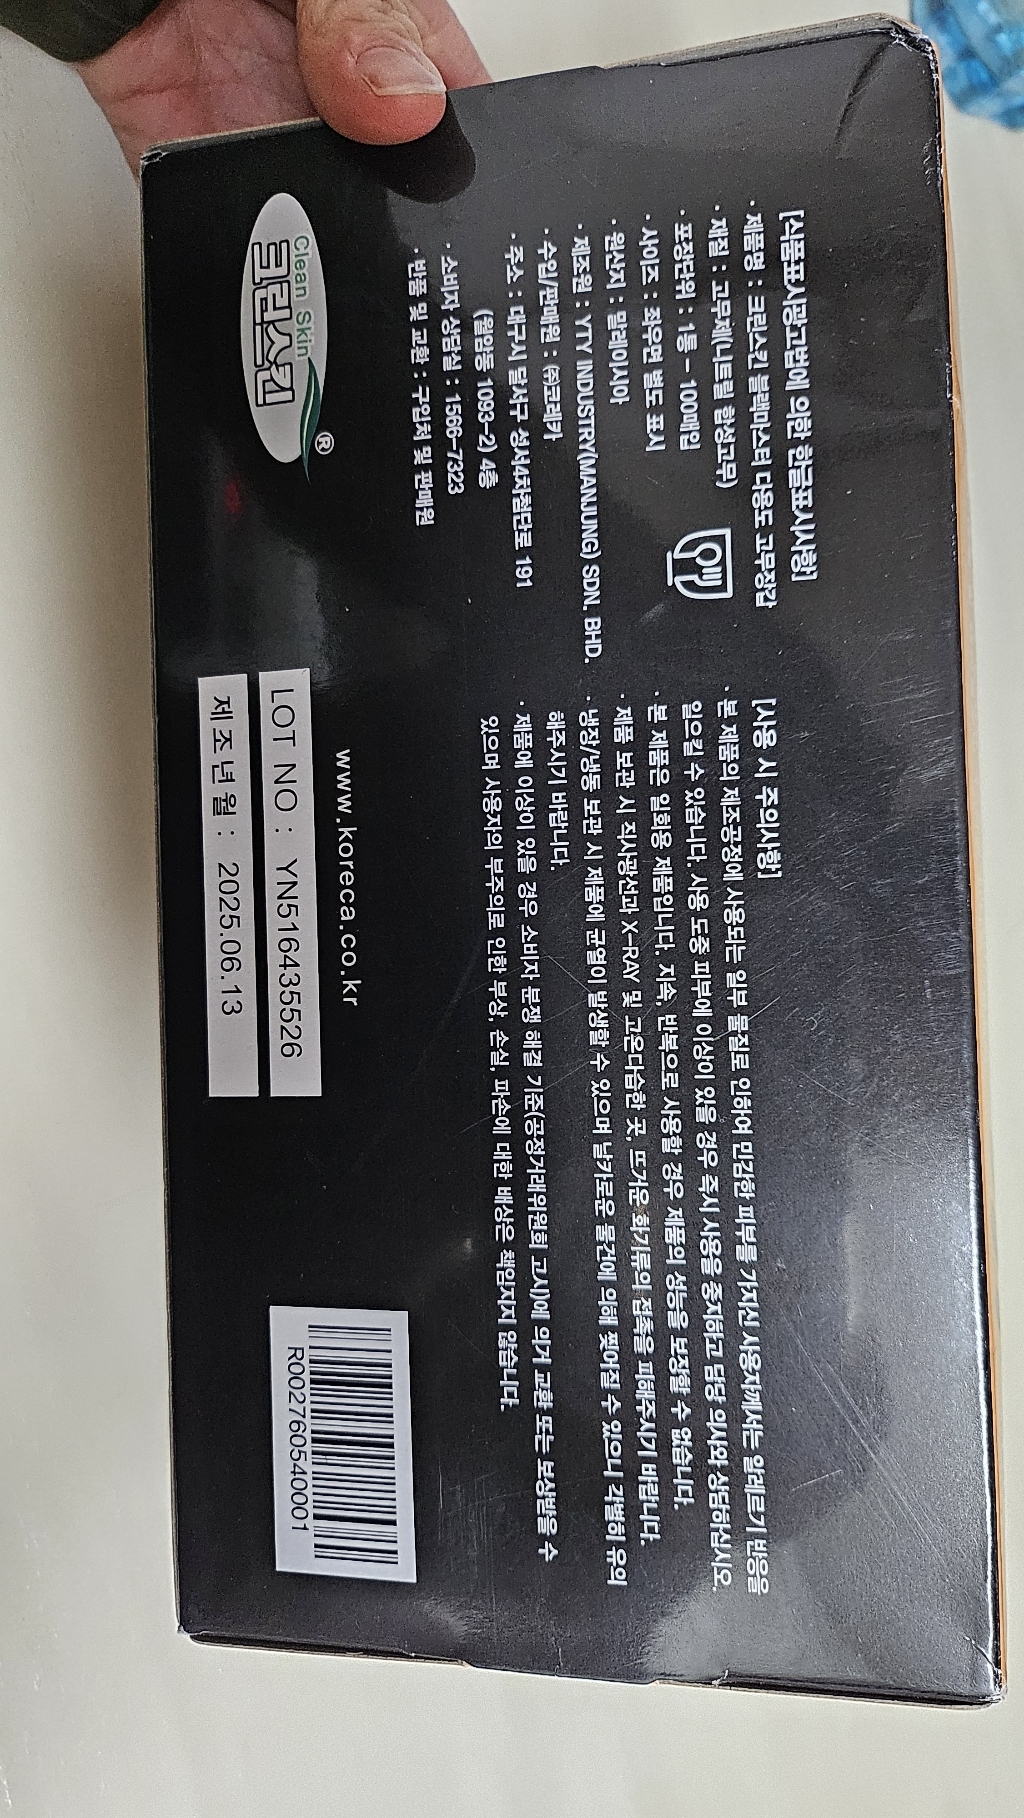 [식품표시광고법에 의한 한글표시사항]
· 제품명 : 크린스킨 블랙마스터 다용도 고무장갑
· 재질 : 고무제(니트릴 합성고무)
· 포장단위 : 1통 - 100매입
· 사이즈 : 좌우면 별도 표시
· 원산지 : 말레이시아
· 제조원 : YTY INDUSTRY(MANJUNG) SDN. BHD.
· 수입/판매원 : ㈜코레카
· 주소 : 대구시 달서구 성서4차첨단로 191
(월암동 1093-2) 4층
· 소비자 상담실 : 1566-7323
· 반품 및 교환 : 구입처 및 판매원
Clean Skin
크린스킨 ®
[사용 시 주의사항]
· 본 제품의 제조공정에 사용되는 일부 물질로 인하여 민감한 피부를 가지신 사용자께서는 알레르기 반응을
일으킬 수 있습니다. 사용 도중 피부에 이상이 있을 경우 즉시 사용을 중지하고 담당 의사와 상담하십시오.
· 본 제품은 일회용 제품입니다. 지속, 반복으로 사용할 경우 제품의 성능을 보장할 수 없습니다.
· 제품 보관 시 직사광선과 X-RAY 및 고온다습한 곳, 뜨거운 화기류의 접촉을 피해주시기 바랍니다.
· 냉장/냉동 보관 시 제품에 균열이 발생할 수 있으며 날카로운 물건에 의해 찢어질 수 있으니 각별히 유의
해주시기 바랍니다.
· 제품에 이상이 있을 경우 소비자 분쟁 해결 기준(공정거래위원회 고시)에 의거 교환 또는 보상받을 수
있으며 사용자의 부주의로 인한 부상, 손실, 파손에 대한 배상은 책임지지 않습니다.
www.koreca.co.kr
LOT NO : YN516435526
제조년월 : 2025.06.13
R002760540001